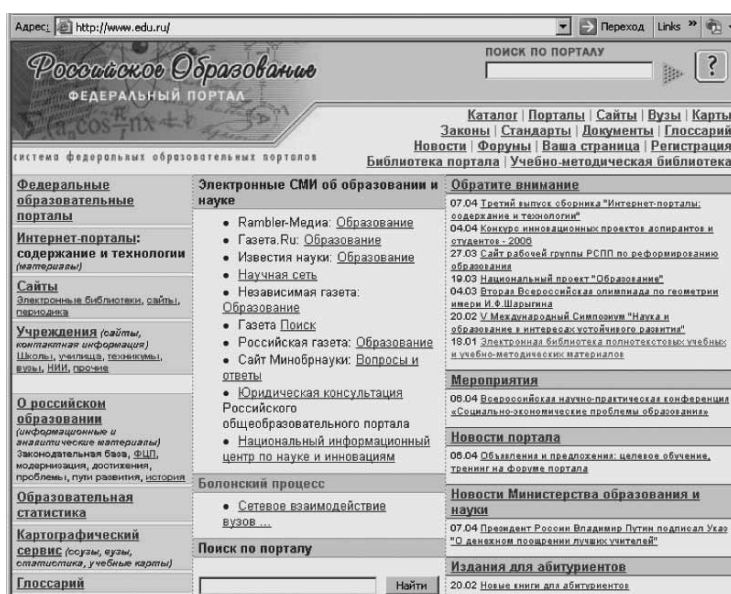 Адрес: http://www.edu.ru/ Переход Links »
Российское Образование
ФЕДЕРАЛЬНЫЙ ПОРТАЛ
ПОИСК ПО ПОРТАЛУ
?
Каталог | Порталы | Сайты | Вузы | Карты
Законы | Стандарты | Документы | Глоссарий
Новости | Форумы | Ваша страница | Регистрация
Библиотека портала | Учебно-методическая библиотека
система федеральных образовательных порталов
Федеральные
образовательные
порталы
Интернет-порталы:
содержание и технологии
(материалы)
Сайты
Электронные библиотеки, сайты,
периодика
Учреждения (сайты,
контактная информация)
Школы, училища, техникумы,
вузы, НИИ, прочие
О российском
образовании
(информационные и
аналитические материалы)
Законодательная база, ФЦП,
модернизация, достижения,
проблемы, пути развития, история
Образовательная
статистика
Картографический
сервис (ссузы, вузы,
статистика, учебные карты)
Глоссарий
Электронные СМИ об образовании и
науке
• Rambler-Медиа: Образование
• Газета.Ru: Образование
• Известия науки: Образование
• Научная сеть
• Независимая газета:
Образование
• Газета Поиск
• Российская газета: Образование
• Сайт Минобрнауки: Вопросы и
ответы
• Юридическая консультация
Российского
общеобразовательного портала
• Национальный информационный
центр по науке и инновациям
Болонский процесс
• Сетевое взаимодействие
вузов ...
Поиск по порталу
Найти
Обратите внимание
07.04 Третий выпуск сборника "Интернет-порталы:
содержание и технологии"
04.04 Конкурс инновационных проектов аспирантов и
студентов - 2006
27.03 Сайт рабочей группы РСПП по реформированию
образования
19.03 Национальный проект "Образование"
04.03 Вторая Всероссийская олимпиада по геометрии
имени И.Ф.Шарыгина
20.02 V Международный Симпозиум "Наука и
образование в интересах устойчивого развития"
18.01 Электронная библиотека полнотекстовых учебных
и учебно-методических материалов
Мероприятия
06.04 Всероссийская научно-практическая конференция
«Социально-экономические проблемы образования»
Новости портала
06.04 Объявления и предложения: целевое обучение,
тренинг на форуме портала
Новости Министерства образования и
науки
07.04 Президент России Владимир Путин подписал Указ
"О денежном поощрении лучших учителей"
Издания для абитуриентов
20.02 Новые книги для абитуриентов